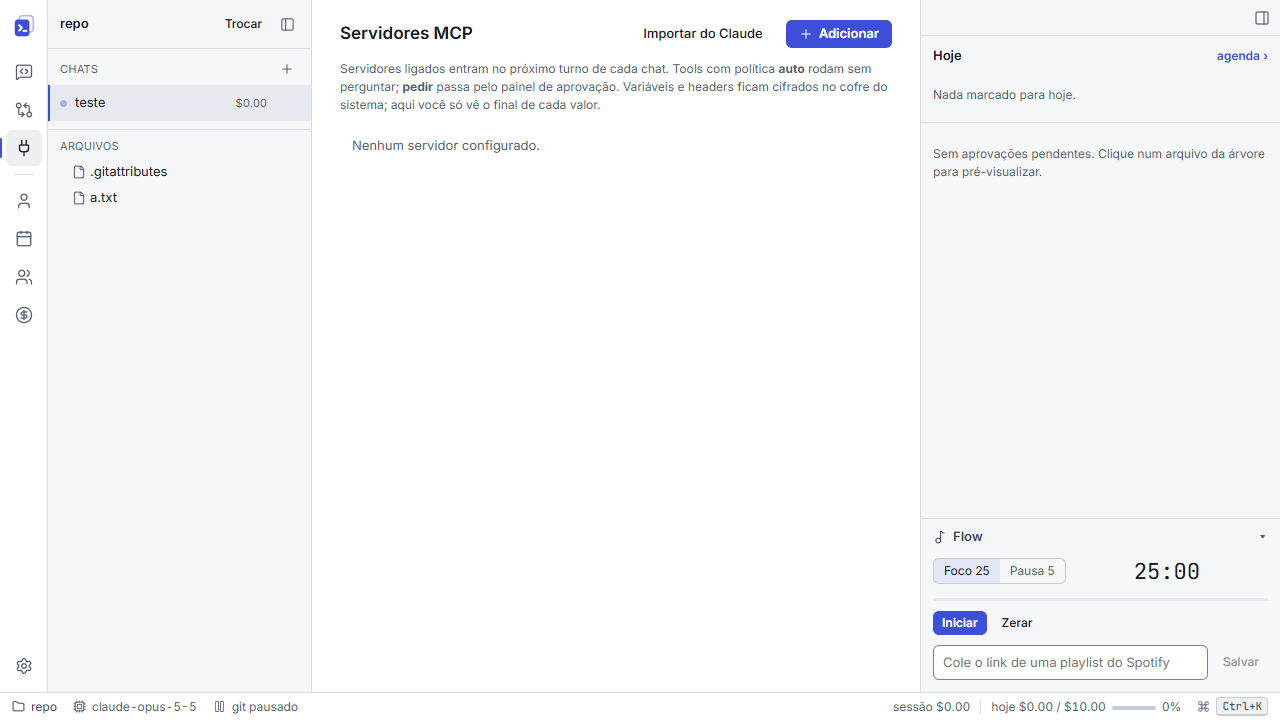 repo
Trocar
CHATS
teste
$0.00
ARQUIVOS
.gitattributes
a.txt
Servidores MCP
Importar do Claude
Adicionar
Servidores ligados entram no próximo turno de cada chat. Tools com política auto rodam sem
perguntar; pedir passa pelo painel de aprovação. Variáveis e headers ficam cifrados no cofre do
sistema; aqui você só vê o final de cada valor.
Nenhum servidor configurado.
Hoje
agenda ›
Nada marcado para hoje.
Sem aprovações pendentes. Clique num arquivo da árvore
para pré-visualizar.
Flow
Foco 25
Pausa 5
25:00
Iniciar
Zerar
Cole o link de uma playlist do Spotify
Salvar
repo
claude-opus-5-5
git pausado
sessão $0.00
hoje $0.00 / $10.00
0%
⌘ Ctrl+K